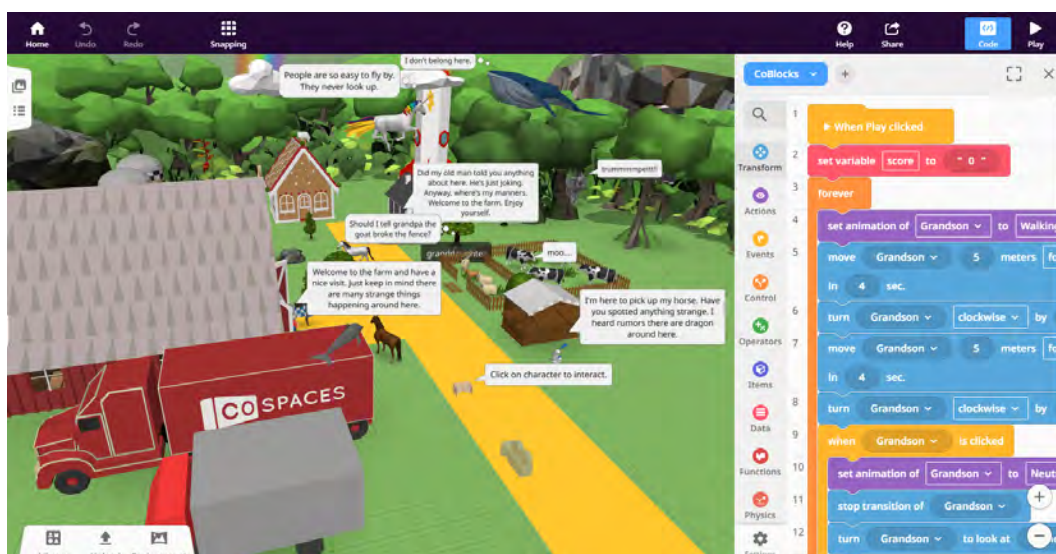 Home
Undo
Redo
Snapping
Help
Share
Code
Play
I don't belong here.
People are so easy to fly by.
They never look up.
Did my old man told you anything
about here. He's just joking.
Anyway, where's my manners.
Welcome to the farm. Enjoy
yourself.
Should I tell grandpa the
goat broke the fence?
moo...
Welcome to the farm and have a
nice visit. Just keep in mind there
are many strange things
happening around here.
I'm here to pick up my horse. Have
you spotted anything strange. I
heard rumors there are dragon
around here.
Click on character to interact.
CO SPACES
CoBlocks
+
Transform
Actions
Events
Control
Operators
Items
Data
Functions
Physics
1
When Play clicked
2
set variable score to " 0 "
3
forever
4
set animation of Grandson to Walking
5
move Grandson 5 meters
in 4 sec.
6
turn Grandson clockwise by
7
move Grandson 5 meters
in 4 sec.
8
turn Grandson clockwise by
9
when Grandson is clicked
10
set animation of Grandson to
11
stop transition of Grandson
12
turn Grandson to look at